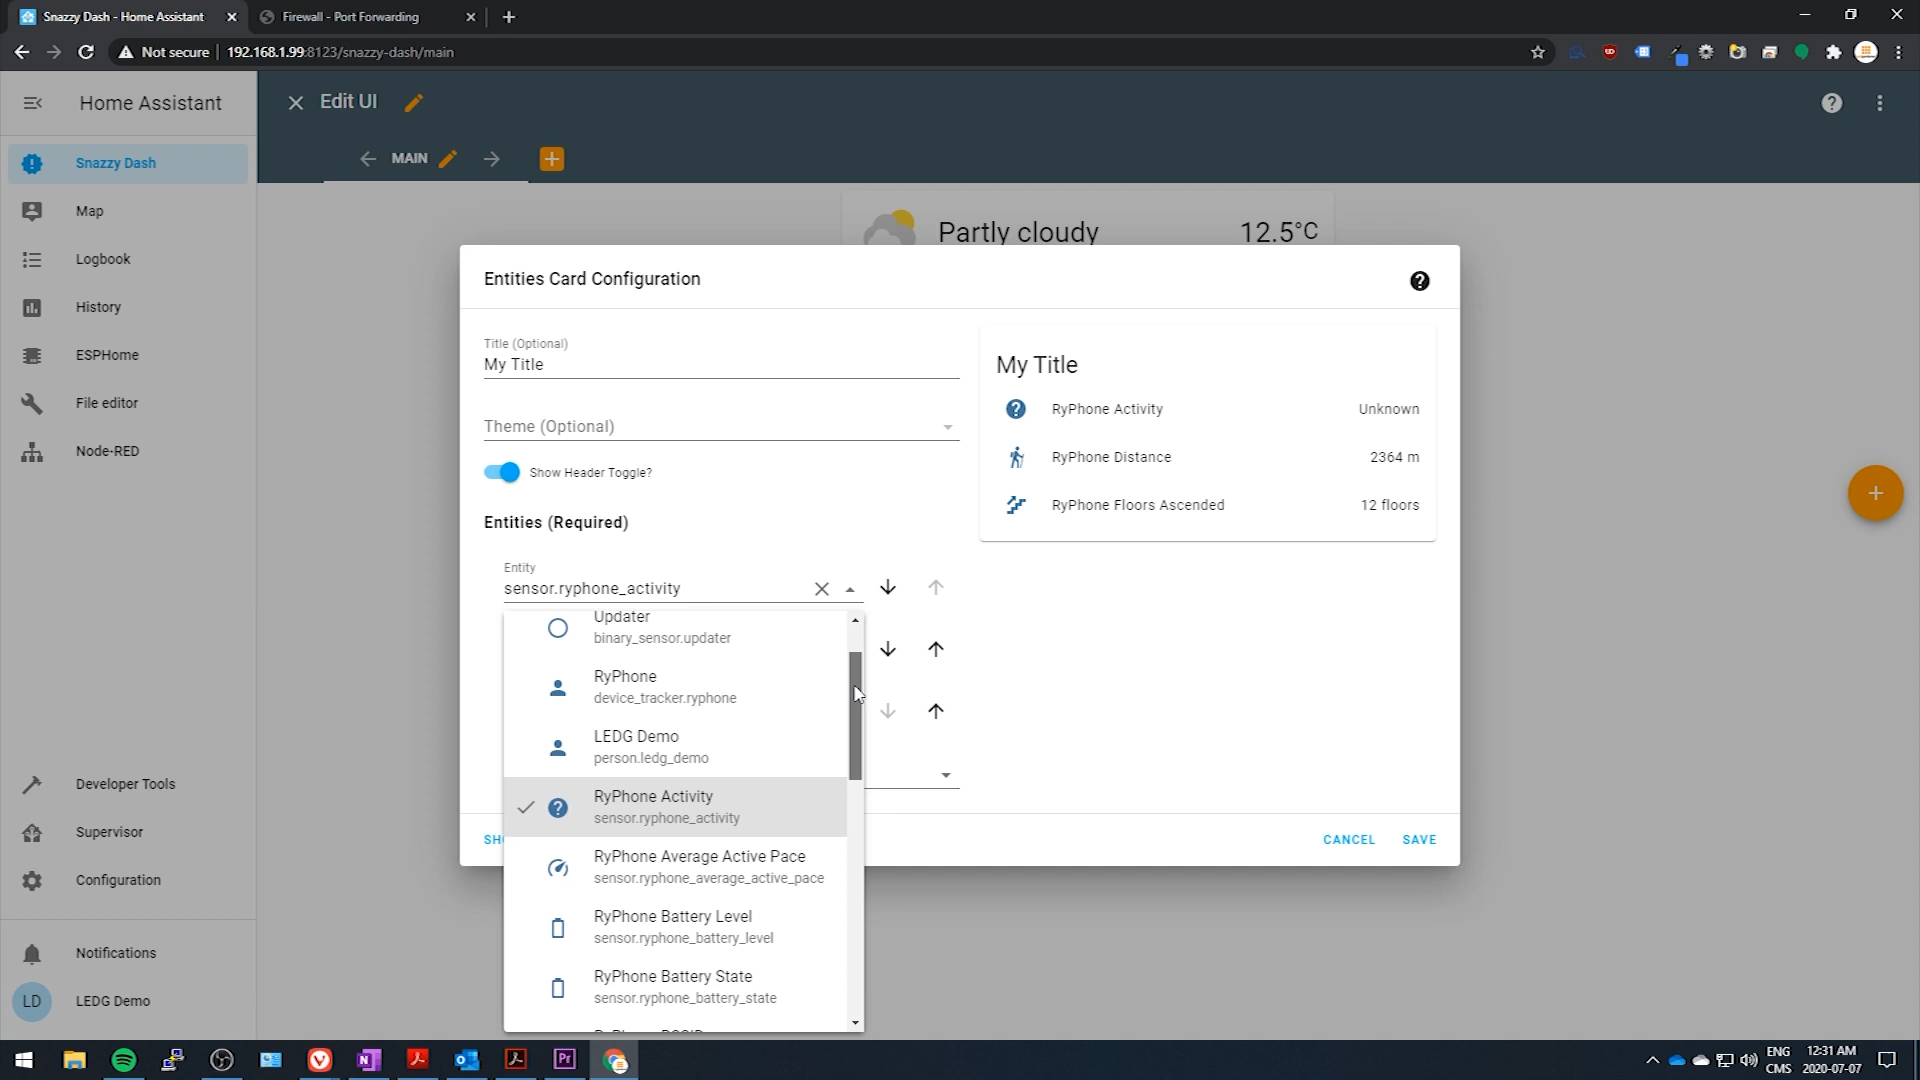 Snazzy Dash - Home Assistant
Firewall - Port Forwarding
Not secure
192.168.1.99:8123/snazzy-dash/main
Home Assistant
Edit UI
MAIN
Snazzy Dash
Map
Logbook
History
ESPHome
File editor
Node-RED
Developer Tools
Supervisor
Configuration
Notifications
LD
LEDG Demo
Partly cloudy
12.5°C
Entities Card Configuration
Title (Optional)
My Title
Theme (Optional)
Show Header Toggle?
Entities (Required)
Entity
sensor.ryphone_activity
Updater
binary_sensor.updater
RyPhone
device_tracker.ryphone
LEDG Demo
person.ledg_demo
RyPhone Activity
sensor.ryphone_activity
RyPhone Average Active Pace
sensor.ryphone_average_active_pace
RyPhone Battery Level
sensor.ryphone_battery_level
RyPhone Battery State
sensor.ryphone_battery_state
My Title
RyPhone Activity Unknown
RyPhone Distance 2364 m
RyPhone Floors Ascended 12 floors
CANCEL
SAVE
ENG
CMS
12:31 AM
2020-07-07